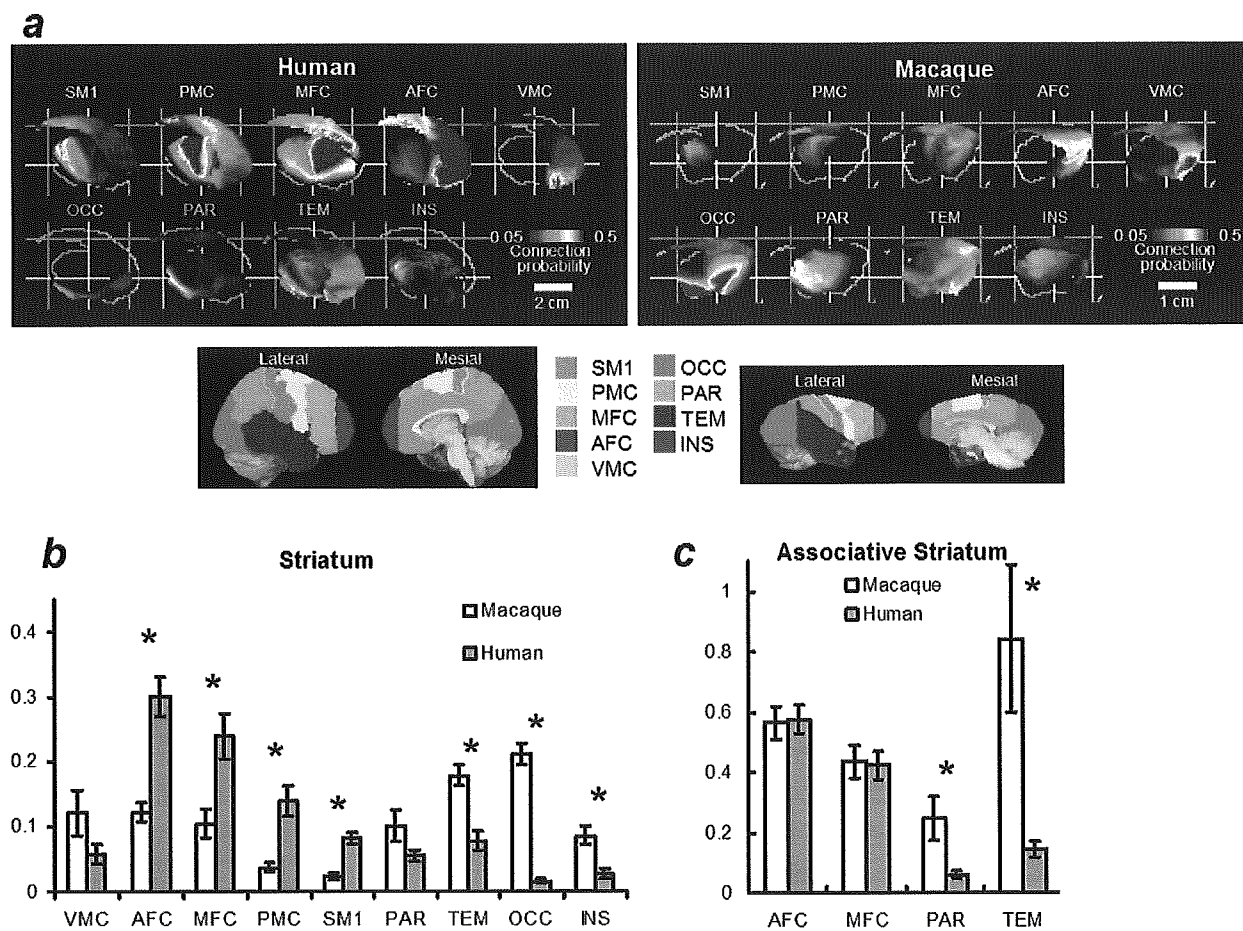 a
Human
SM1 PMC MFC AFC VMC
OCC PAR TEM INS
0.05 0.5
Connection
probability
2 cm
Macaque
SM1 PMC MFC AFC VMC
OCC PAR TEM INS
0.05 0.5
Connection
probability
1 cm
Lateral Mesial
SM1 OCC
PMC PAR
MFC TEM
AFC INS
VMC
Lateral Mesial
b
Striatum
Macaque
Human
0.4
0.3
0.2
0.1
0
* * * * * * *
VMC AFC MFC PMC SM1 PAR TEM OCC INS
c
Associative Striatum
Macaque
Human
1
0.8
0.6
0.4
0.2
0
* *
AFC MFC PAR TEM